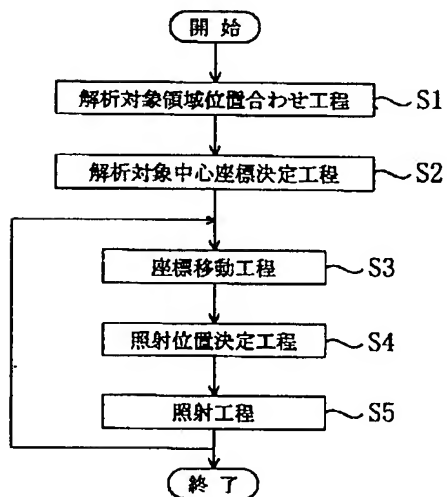 開始
解析対象領域位置合わせ工程 S1
解析対象中心座標決定工程 S2
座標移動工程 S3
照射位置決定工程 S4
照射工程 S5
終了